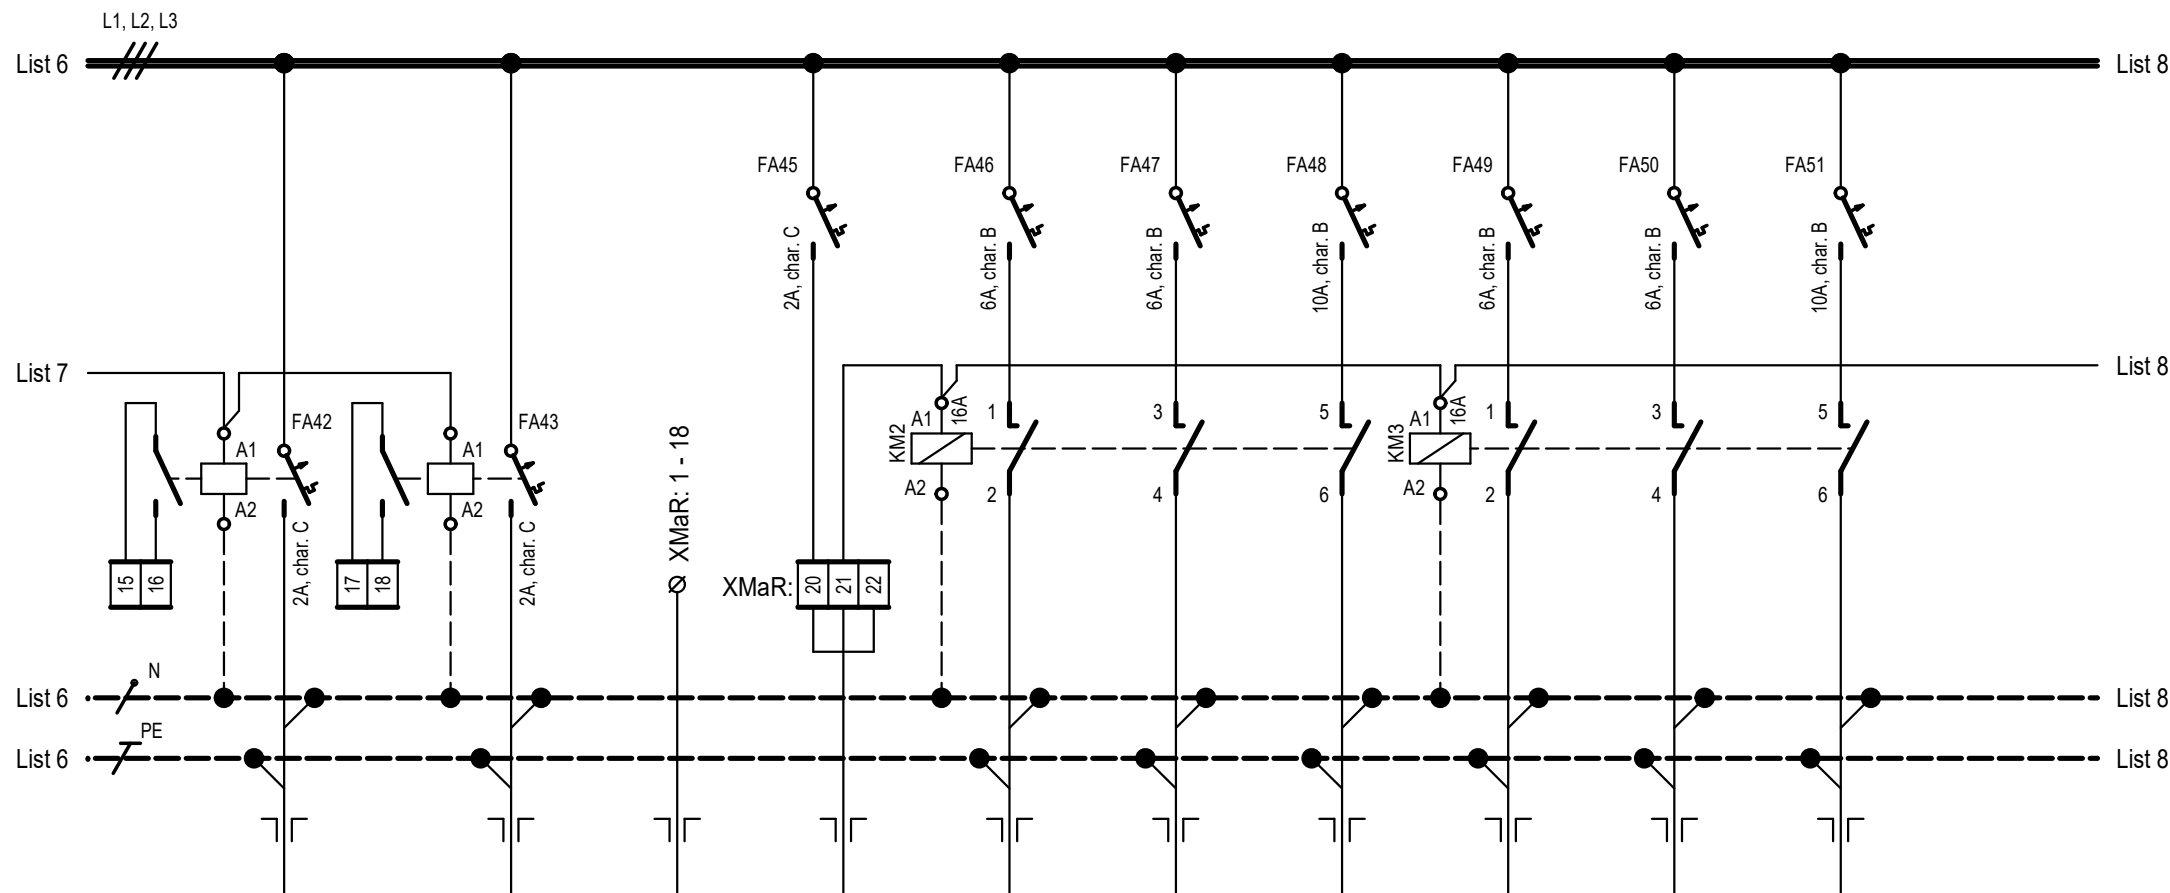 L1, L2, L3
List 6
List 8
FA45
FA46
FA47
FA48
FA49
FA50
FA51
2A, char. C
6A, char. B
6A, char. B
10A, char. B
6A, char. B
6A, char. B
10A, char. B
List 7
List 8
FA42
FA43
A1
A1
A2
A2
2A, char. C
2A, char. C
15
16
17
18
XMaR: 1 - 18
XMaR:
20
21
22
KM2
A1
16A
A2
1
3
5
2
4
6
KM3
A1
16A
A2
1
3
5
2
4
6
N
List 6
List 8
PE
List 6
List 8